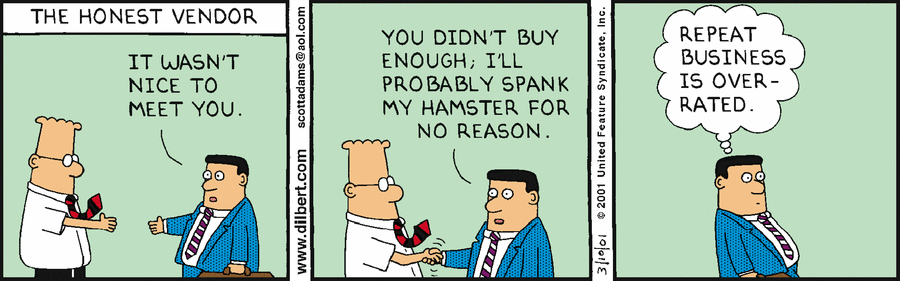 THE HONEST VENDOR
IT WASN'T
NICE TO
MEET YOU.
www.dilbert.com
scottadams@aol.com
YOU DIDN'T BUY
ENOUGH; I'LL
PROBABLY SPANK
MY HAMSTER FOR
NO REASON.
3/10/01 © 2001 United Feature Syndicate, Inc.
REPEAT
BUSINESS
IS OVER-
RATED.